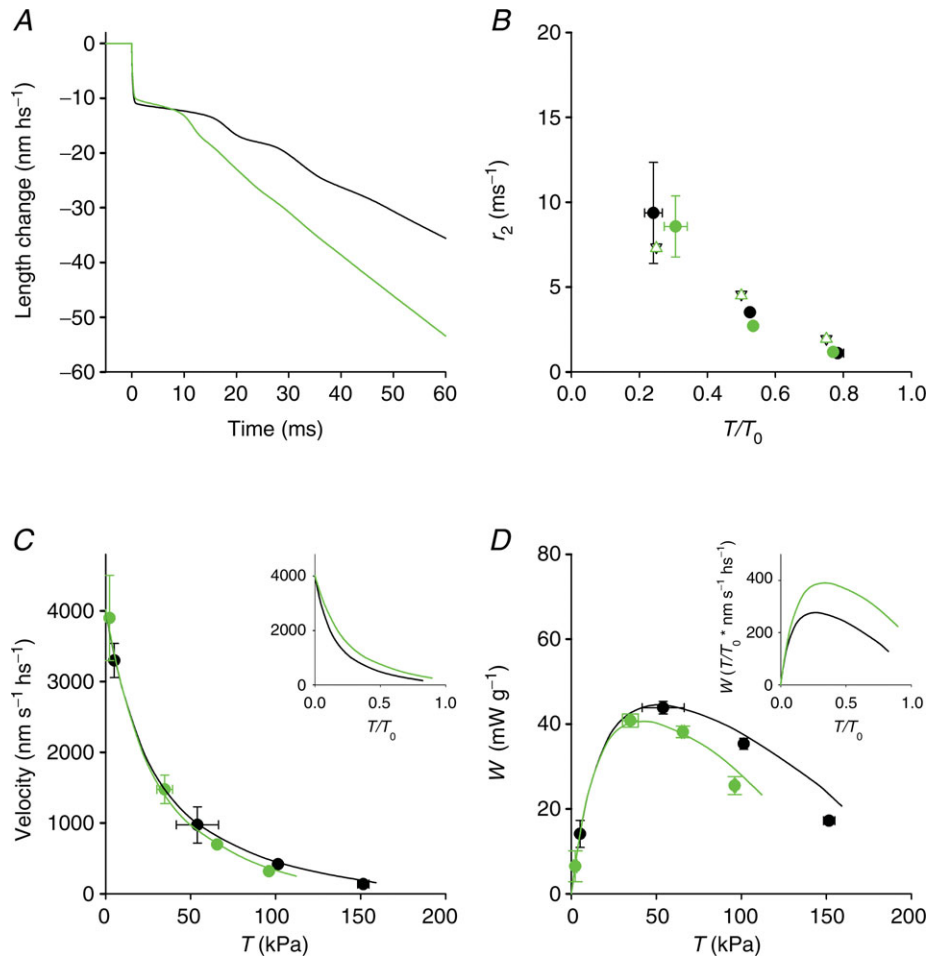 A
0
−10
−20
−30
−40
−50
−60
Length change (nm hs⁻¹)
0 10 20 30 40 50 60
Time (ms)
B
20
15
10
5
0
r₂ (ms⁻¹)
0.0 0.2 0.4 0.6 0.8 1.0
T/T₀
C
4000
3000
2000
1000
0
Velocity (nm s⁻¹ hs⁻¹)
0 50 100 150 200
T (kPa)
4000
2000
0
0.0 0.5 1.0
T/T₀
D
80
60
40
20
0
W (mW g⁻¹)
0 50 100 150 200
T (kPa)
W (T/T₀ * nm s⁻¹ hs⁻¹)
400
200
0
0.0 0.5 1.0
T/T₀